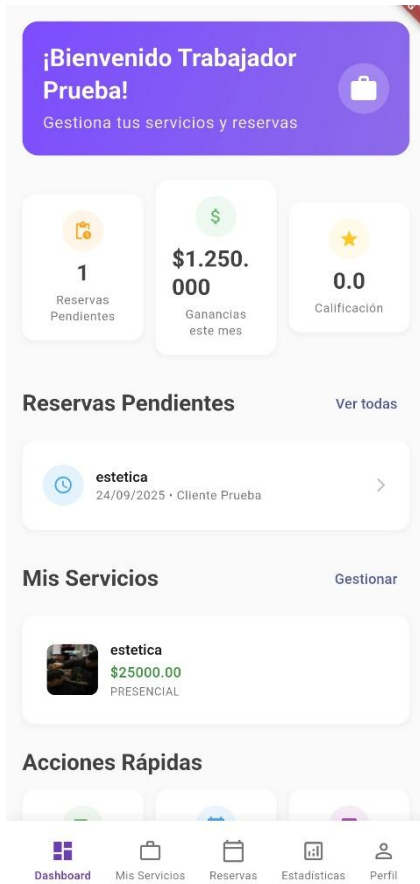 ¡Bienvenido Trabajador
Prueba!
Gestiona tus servicios y reservas
1
Reservas
Pendientes
$1.250.
000
Ganancias
este mes
0.0
Calificación
Reservas Pendientes
Ver todas
estetica
24/09/2025 • Cliente Prueba
Mis Servicios
Gestionar
estetica
$25000.00
PRESENCIAL
Acciones Rápidas
Dashboard
Mis Servicios
Reservas
Estadísticas
Perfil